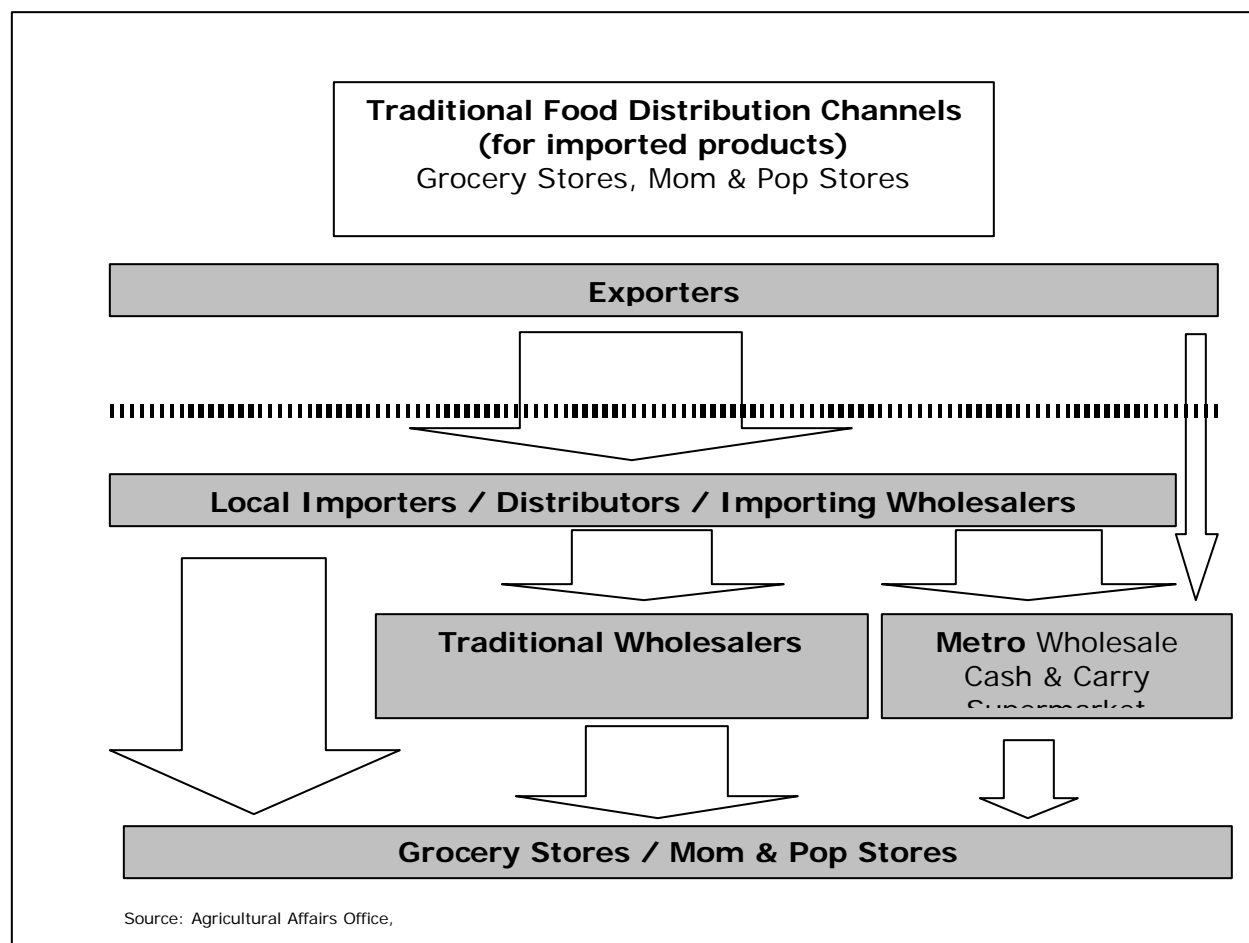 Traditional Food Distribution Channels
(for imported products)
Grocery Stores, Mom & Pop Stores
Exporters
Local Importers / Distributors / Importing Wholesalers
Traditional Wholesalers
Metro Wholesale
Cash & Carry
Supermarket
Grocery Stores / Mom & Pop Stores
Source: Agricultural Affairs Office,